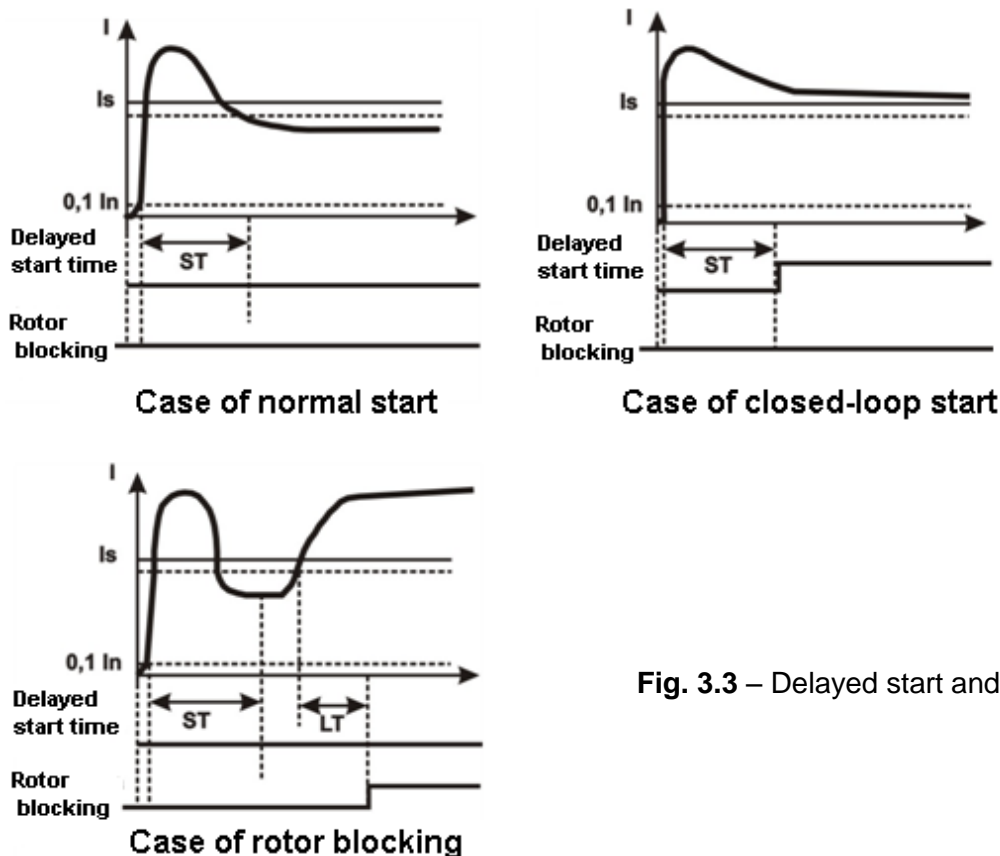 I
Is
0,1 In
Delayed
start time
ST
Rotor
blocking
Case of normal start
I
Is
0,1 In
Delayed
start time
ST
Rotor
blocking
Case of closed-loop start
I
Is
0,1 In
Delayed
start time
ST
LT
Rotor
blocking
Case of rotor blocking
Fig. 3.3 – Delayed start and